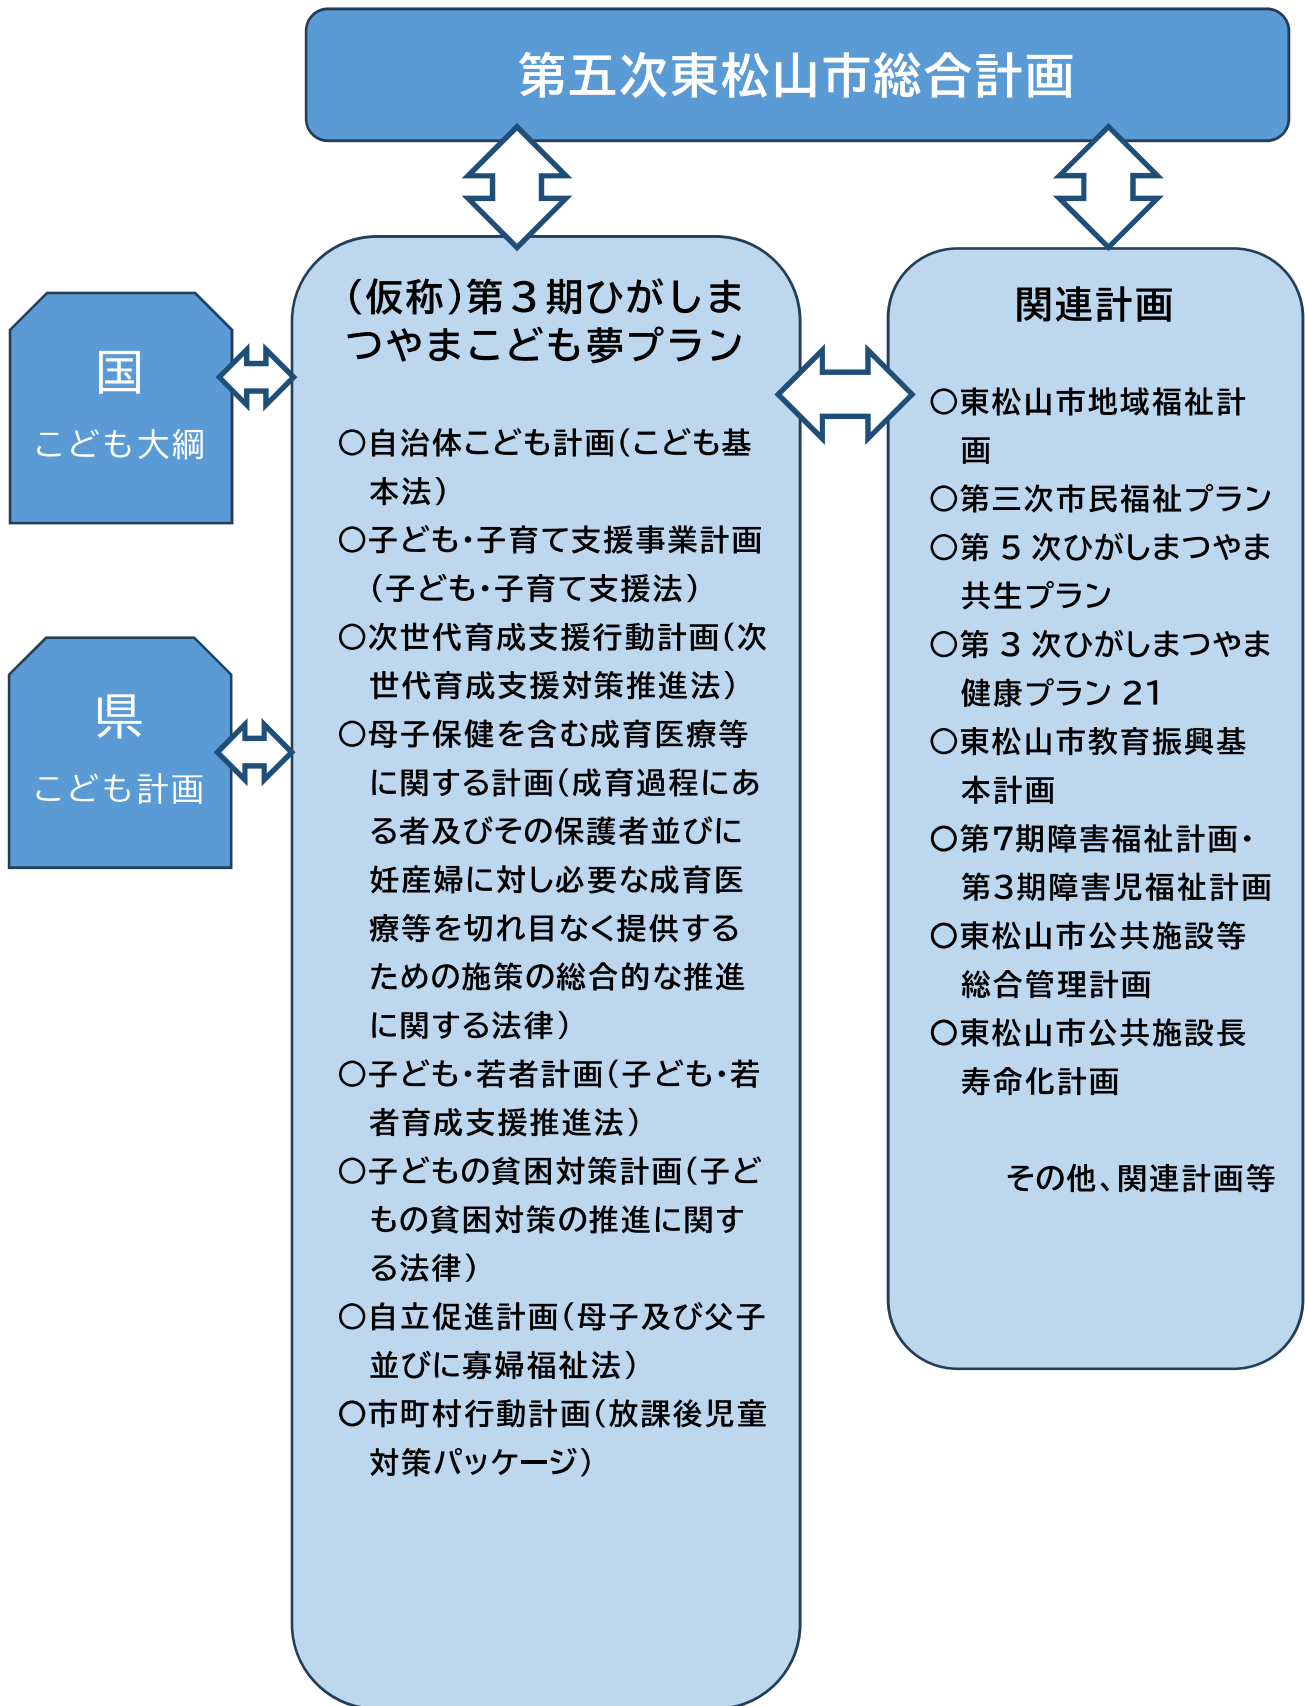 第五次東松山市総合計画
国
こども大綱
県
こども計画
（仮称）第３期ひがしま
つやまこども夢プラン
〇自治体こども計画（こども基
本法）
〇子ども・子育て支援事業計画
（子ども・子育て支援法）
〇次世代育成支援行動計画（次
世代育成支援対策推進法）
〇母子保健を含む成育医療等
に関する計画（成育過程にあ
る者及びその保護者並びに
妊産婦に対し必要な成育医
療等を切れ目なく提供する
ための施策の総合的な推進
に関する法律）
〇子ども・若者計画（子ども・若
者育成支援推進法）
〇子どもの貧困対策計画（子ど
もの貧困対策の推進に関す
る法律）
〇自立促進計画（母子及び父子
並びに寡婦福祉法）
〇市町村行動計画（放課後児童
対策パッケージ）
関連計画
〇東松山市地域福祉計
画
〇第三次市民福祉プラン
〇第 5 次ひがしまつやま
共生プラン
〇第 3 次ひがしまつやま
健康プラン 21
〇東松山市教育振興基
本計画
〇第7期障害福祉計画・
第3期障害児福祉計画
〇東松山市公共施設等
総合管理計画
〇東松山市公共施設長
寿命化計画
その他、関連計画等